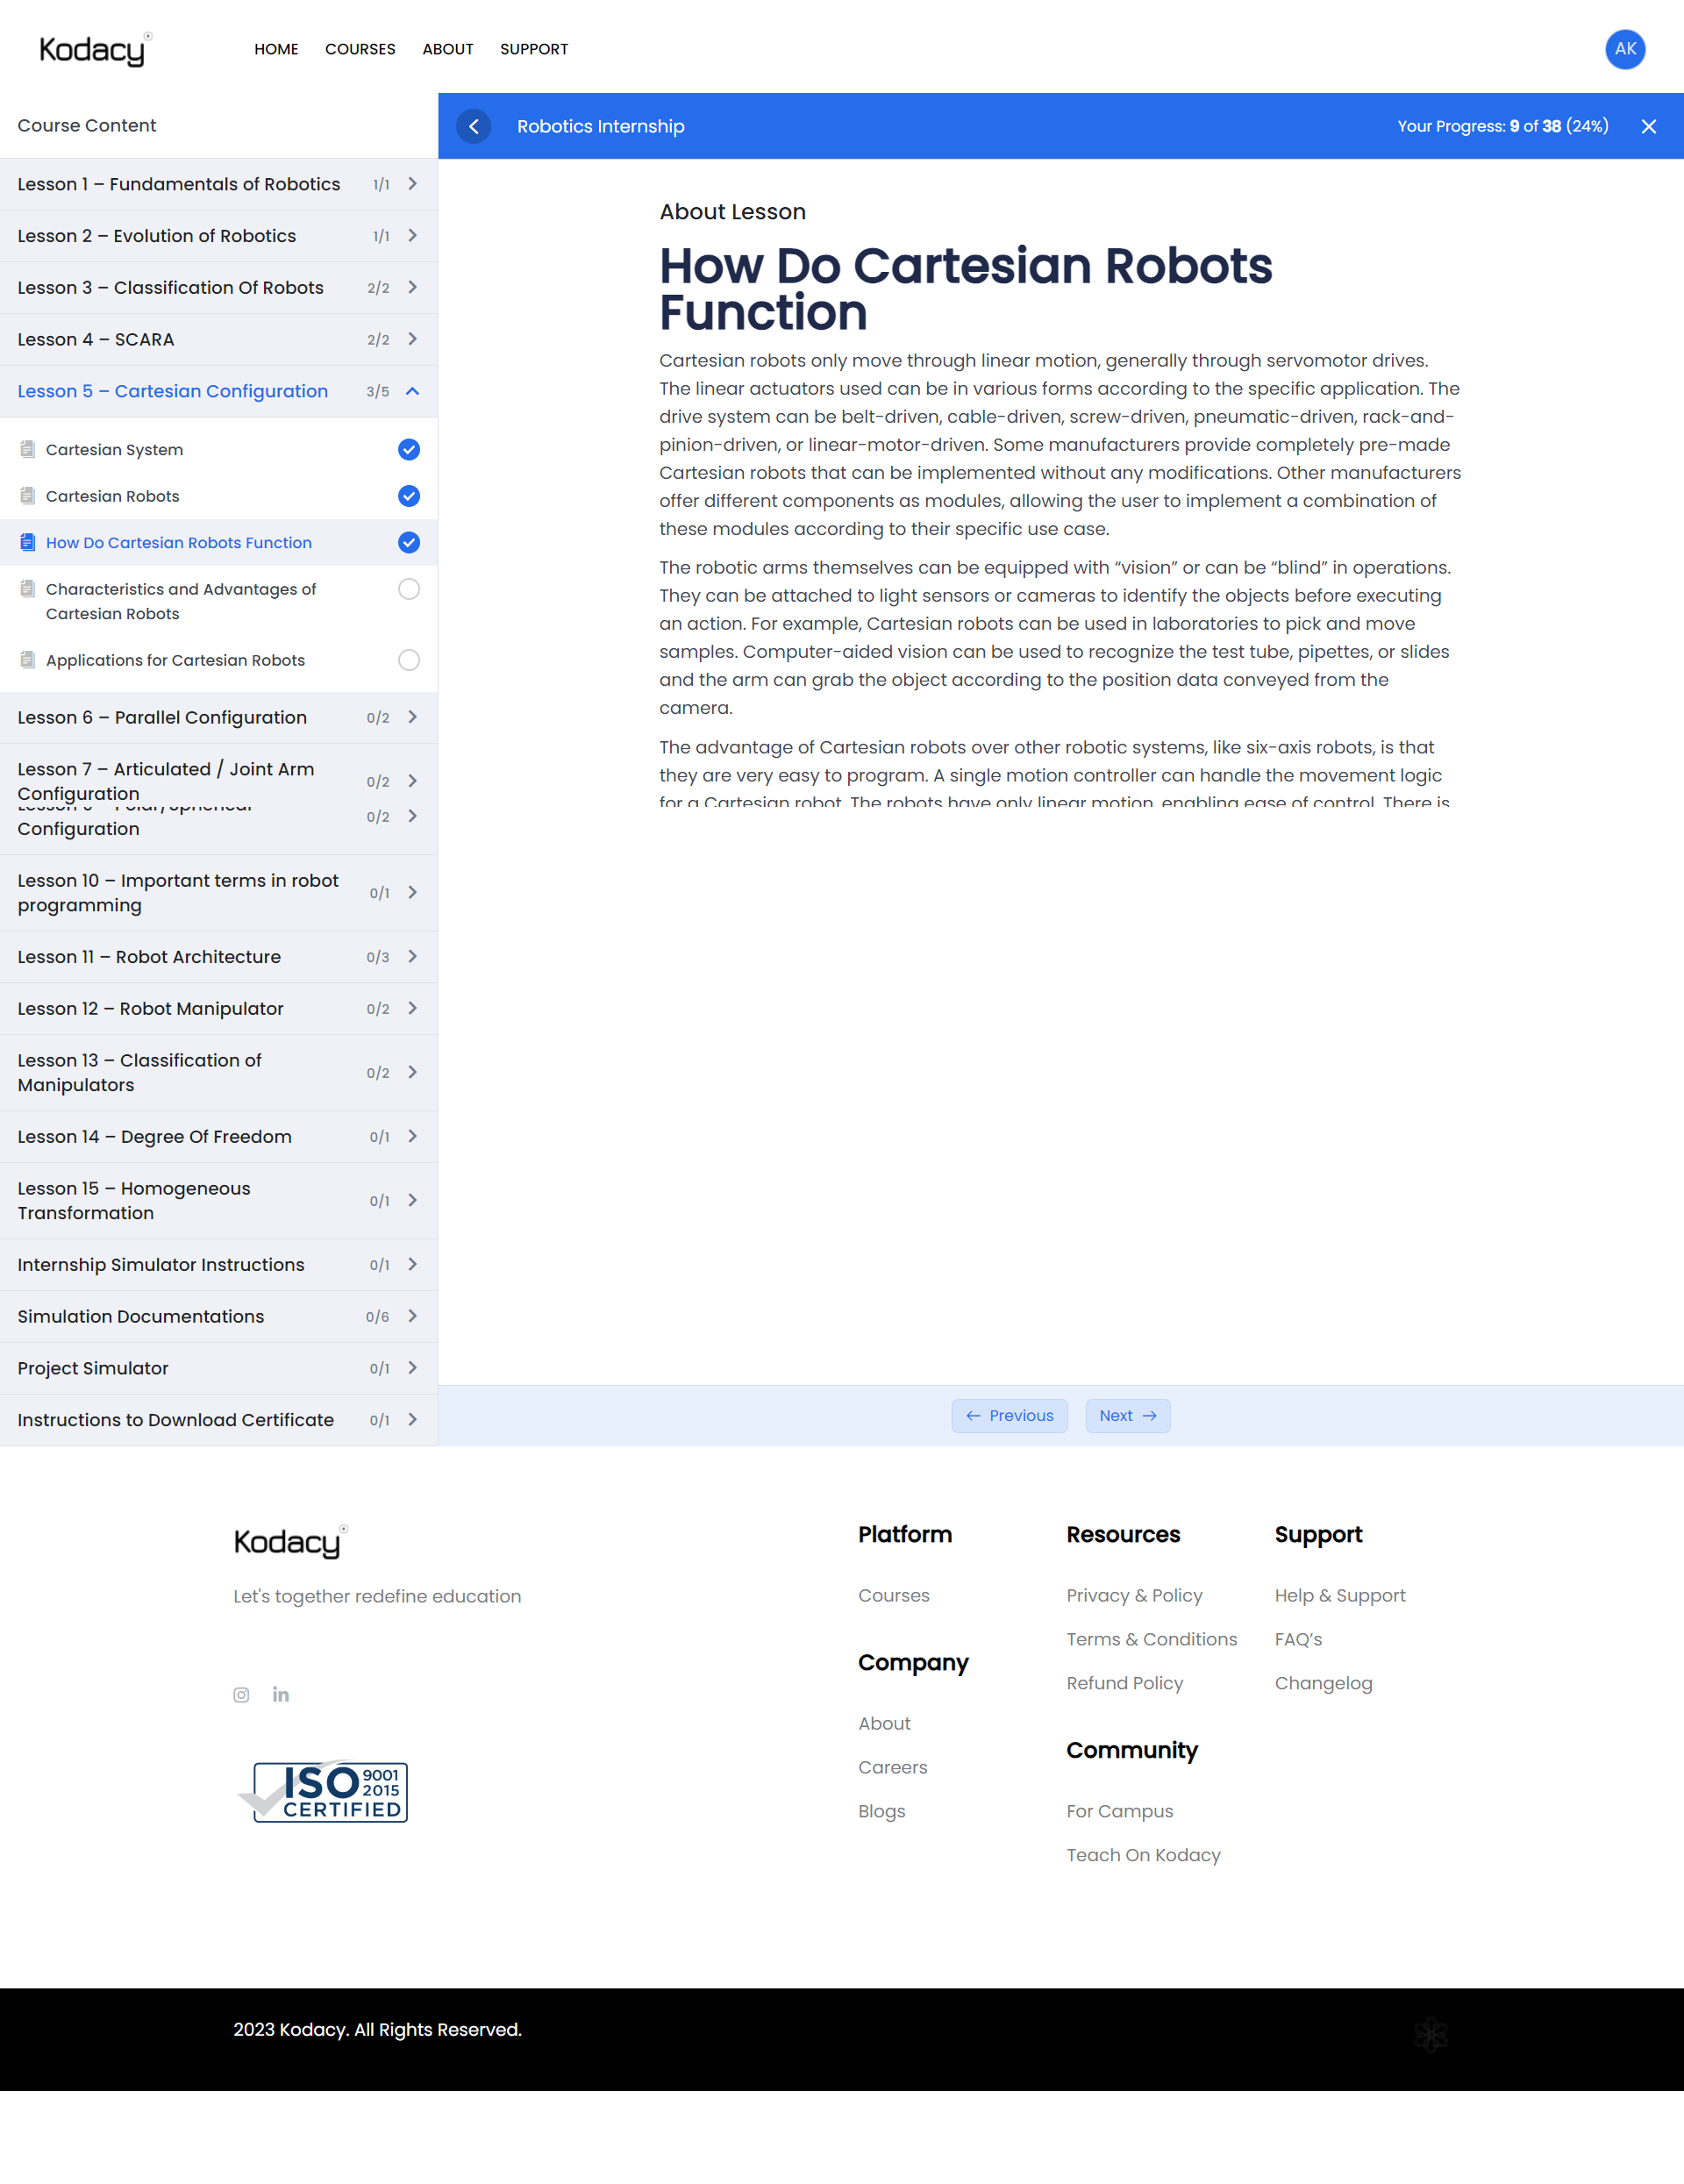 Kodacy
HOME COURSES ABOUT SUPPORT
AK
Course Content
Lesson 1 – Fundamentals of Robotics 1/1
Lesson 2 – Evolution of Robotics 1/1
Lesson 3 – Classification Of Robots 2/2
Lesson 4 – SCARA 2/2
Lesson 5 – Cartesian Configuration 3/5
Cartesian System
Cartesian Robots
How Do Cartesian Robots Function
Characteristics and Advantages of
Cartesian Robots
Applications for Cartesian Robots
Lesson 6 – Parallel Configuration 0/2
Lesson 7 – Articulated / Joint Arm
Configuration 0/2
Configuration 0/2
Lesson 10 – Important terms in robot
programming 0/1
Lesson 11 – Robot Architecture 0/3
Lesson 12 – Robot Manipulator 0/2
Lesson 13 – Classification of
Manipulators 0/2
Lesson 14 – Degree Of Freedom 0/1
Lesson 15 – Homogeneous
Transformation 0/1
Internship Simulator Instructions 0/1
Simulation Documentations 0/6
Project Simulator 0/1
Instructions to Download Certificate 0/1
Robotics Internship
Your Progress: 9 of 38 (24%)
About Lesson
How Do Cartesian Robots
Function
Cartesian robots only move through linear motion, generally through servomotor drives.
The linear actuators used can be in various forms according to the specific application. The
drive system can be belt-driven, cable-driven, screw-driven, pneumatic-driven, rack-and-
pinion-driven, or linear-motor-driven. Some manufacturers provide completely pre-made
Cartesian robots that can be implemented without any modifications. Other manufacturers
offer different components as modules, allowing the user to implement a combination of
these modules according to their specific use case.
The robotic arms themselves can be equipped with “vision” or can be “blind” in operations.
They can be attached to light sensors or cameras to identify the objects before executing
an action. For example, Cartesian robots can be used in laboratories to pick and move
samples. Computer-aided vision can be used to recognize the test tube, pipettes, or slides
and the arm can grab the object according to the position data conveyed from the
camera.
The advantage of Cartesian robots over other robotic systems, like six-axis robots, is that
they are very easy to program. A single motion controller can handle the movement logic
for a Cartesian robot. The robots have only linear motion, enabling ease of control. There is
Previous
Next
Kodacy
Let's together redefine education
ISO 9001
2015
CERTIFIED
Platform
Courses
Company
About
Careers
Blogs
Resources
Privacy & Policy
Terms & Conditions
Refund Policy
Community
For Campus
Teach On Kodacy
Support
Help & Support
FAQ’s
Changelog
2023 Kodacy. All Rights Reserved.